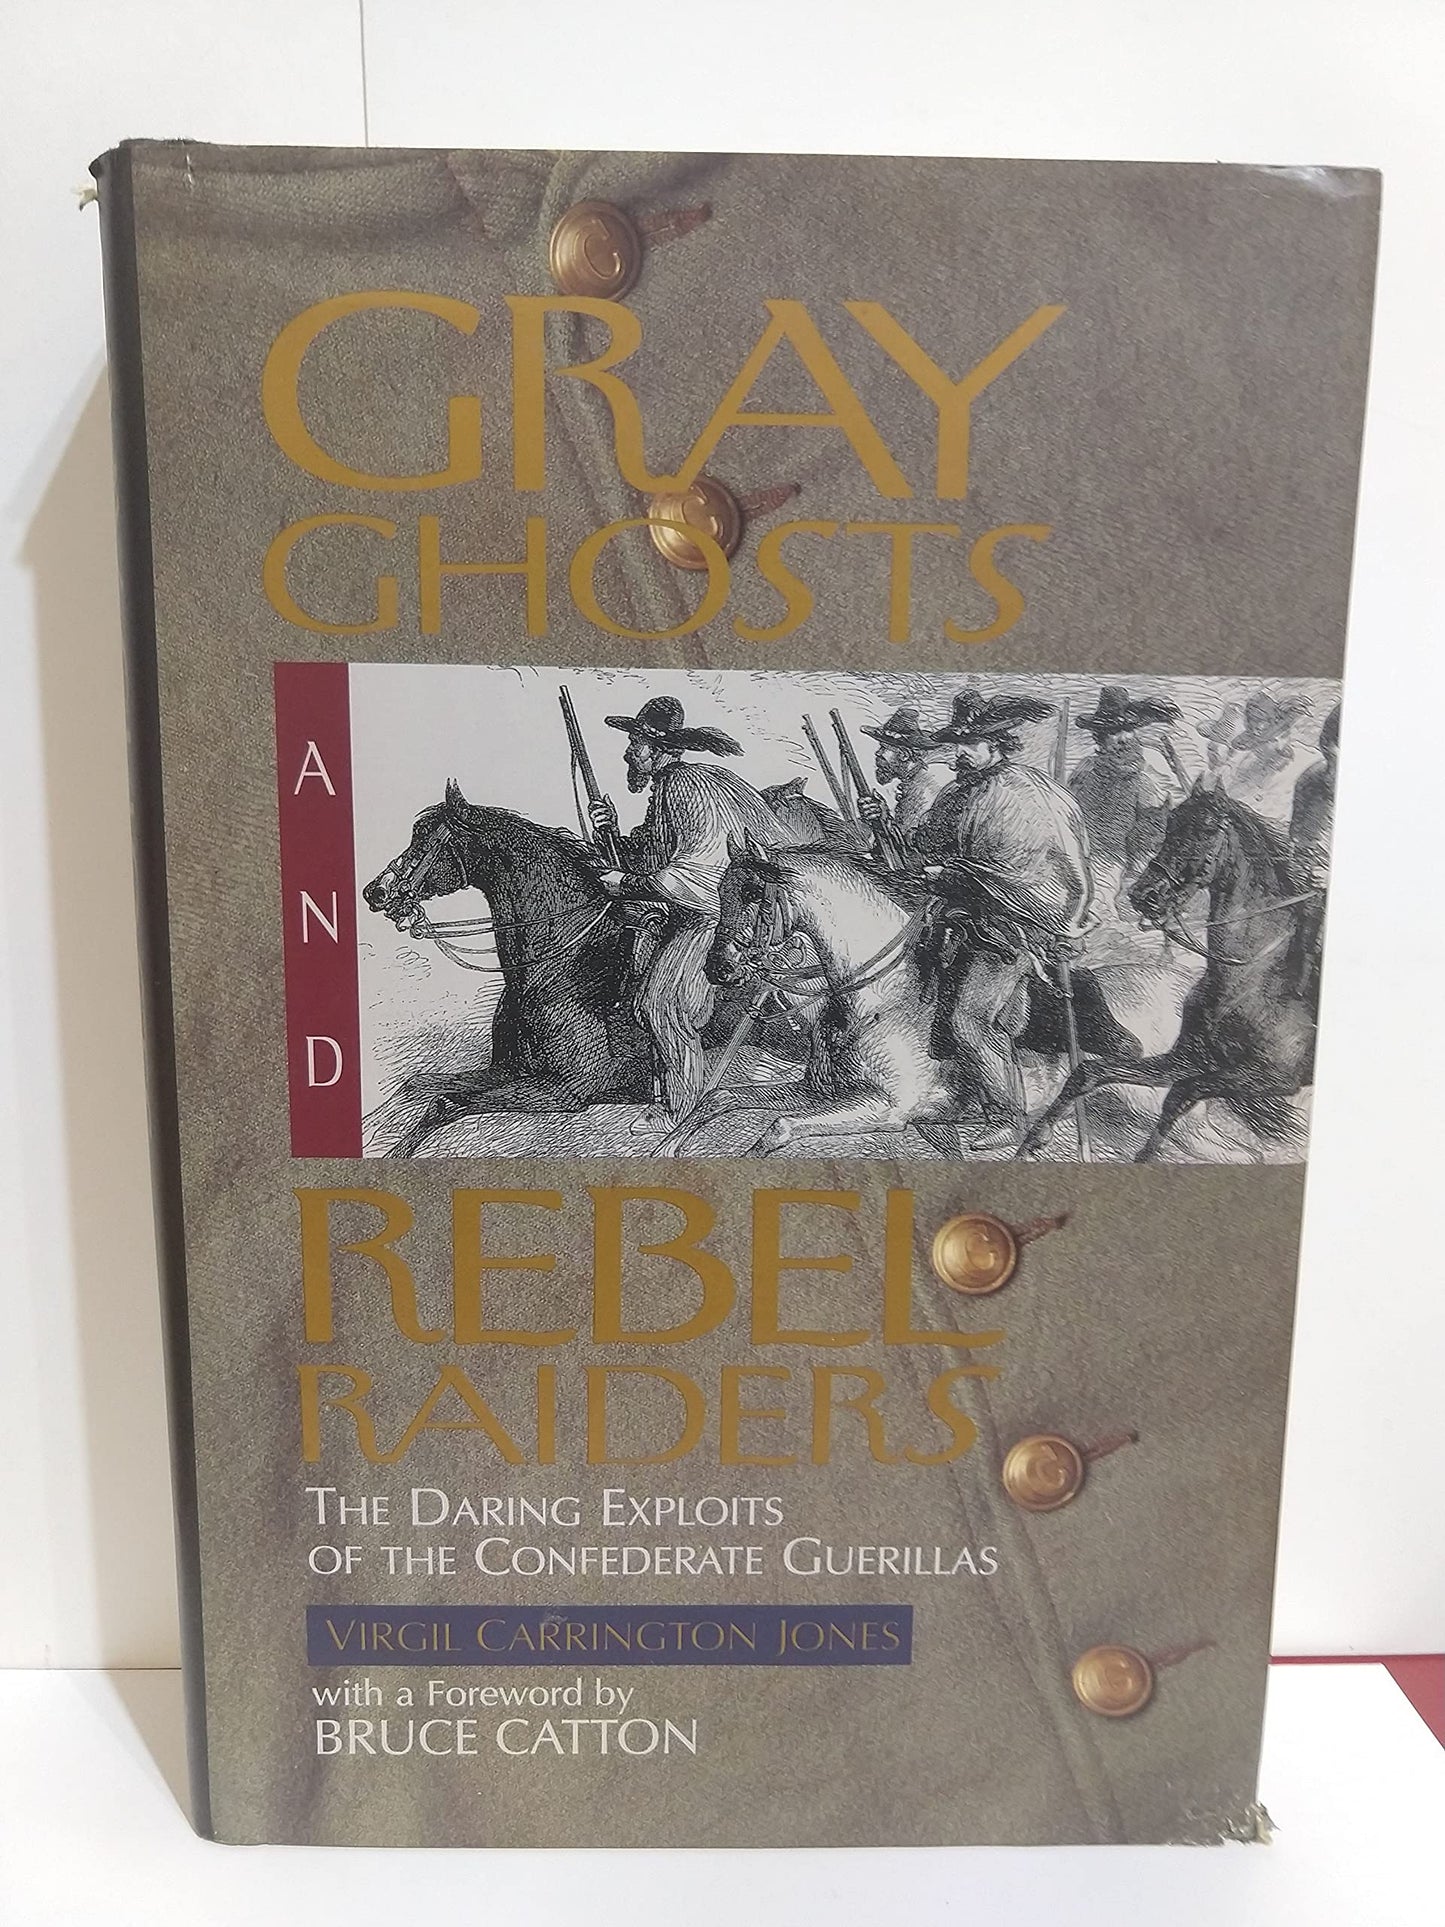 GRAY
GHOSTS
AND
REBEL
RAIDERS
THE DARING EXPLOITS
OF THE CONFEDERATE GUERILLAS
VIRGIL CARRINGTON JONES
with a Foreword by
BRUCE CATTON
C
C
C
C
C